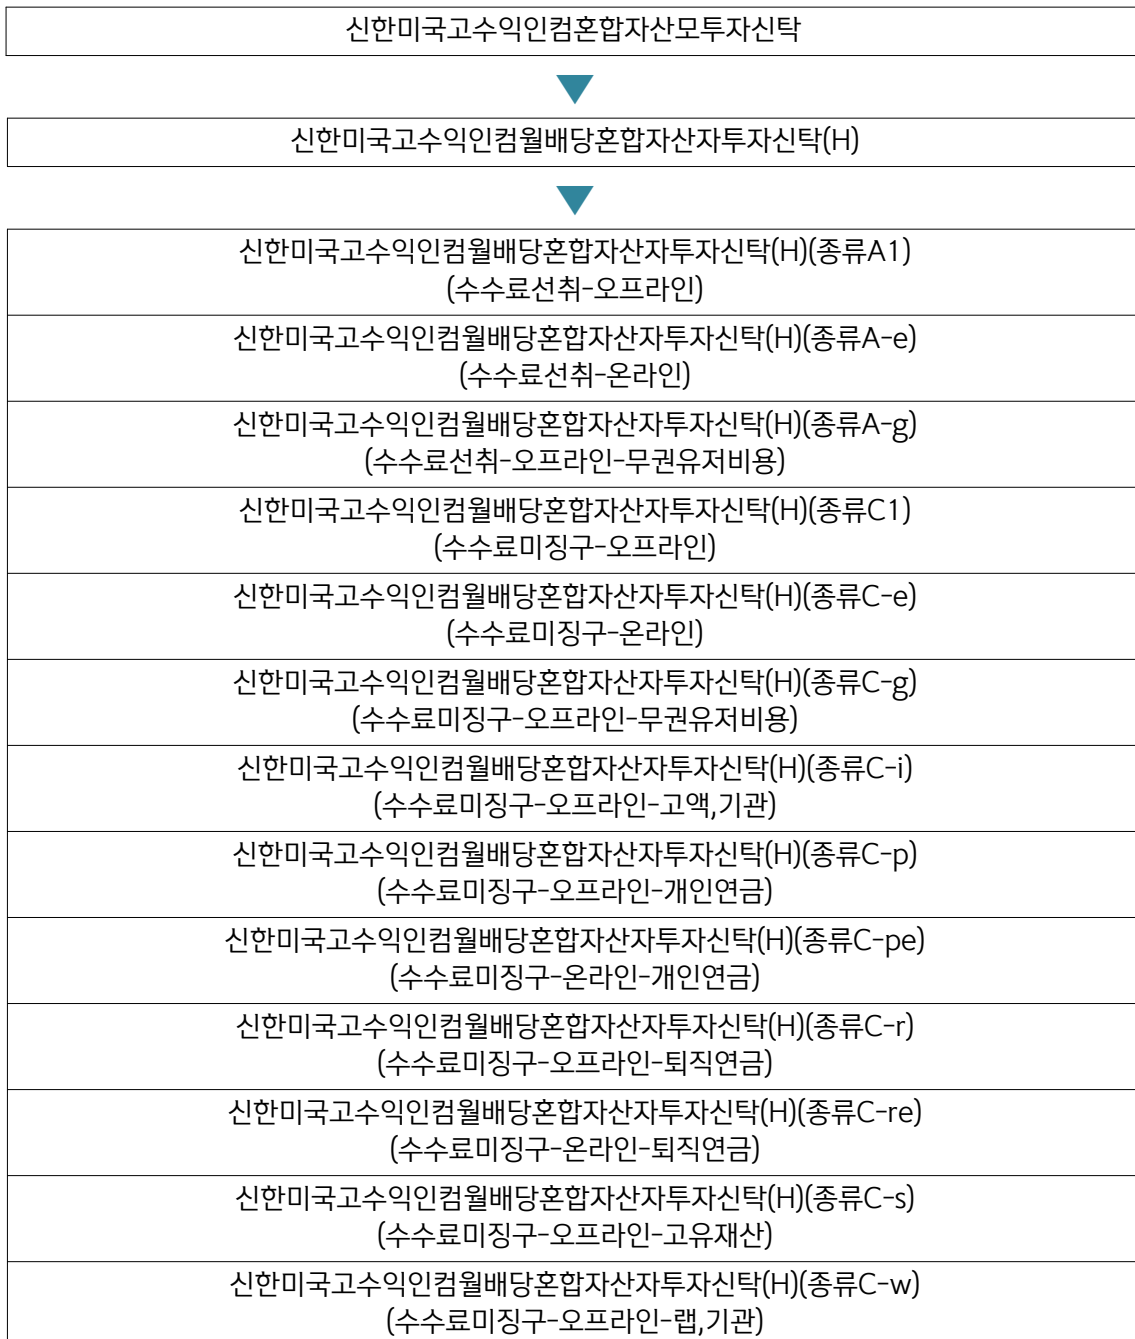 신한미국고수익인컴혼합자산모투자신탁
신한미국고수익인컴월배당혼합자산자투자신탁(H)
신한미국고수익인컴월배당혼합자산자투자신탁(H)(종류A1)
(수수료선취-오프라인)
신한미국고수익인컴월배당혼합자산자투자신탁(H)(종류A-e)
(수수료선취-온라인)
신한미국고수익인컴월배당혼합자산자투자신탁(H)(종류A-g)
(수수료선취-오프라인-무권유저비용)
신한미국고수익인컴월배당혼합자산자투자신탁(H)(종류C1)
(수수료미징구-오프라인)
신한미국고수익인컴월배당혼합자산자투자신탁(H)(종류C-e)
(수수료미징구-온라인)
신한미국고수익인컴월배당혼합자산자투자신탁(H)(종류C-g)
(수수료미징구-오프라인-무권유저비용)
신한미국고수익인컴월배당혼합자산자투자신탁(H)(종류C-i)
(수수료미징구-오프라인-고액,기관)
신한미국고수익인컴월배당혼합자산자투자신탁(H)(종류C-p)
(수수료미징구-오프라인-개인연금)
신한미국고수익인컴월배당혼합자산자투자신탁(H)(종류C-pe)
(수수료미징구-온라인-개인연금)
신한미국고수익인컴월배당혼합자산자투자신탁(H)(종류C-r)
(수수료미징구-오프라인-퇴직연금)
신한미국고수익인컴월배당혼합자산자투자신탁(H)(종류C-re)
(수수료미징구-온라인-퇴직연금)
신한미국고수익인컴월배당혼합자산자투자신탁(H)(종류C-s)
(수수료미징구-오프라인-고유재산)
신한미국고수익인컴월배당혼합자산자투자신탁(H)(종류C-w)
(수수료미징구-오프라인-랩,기관)